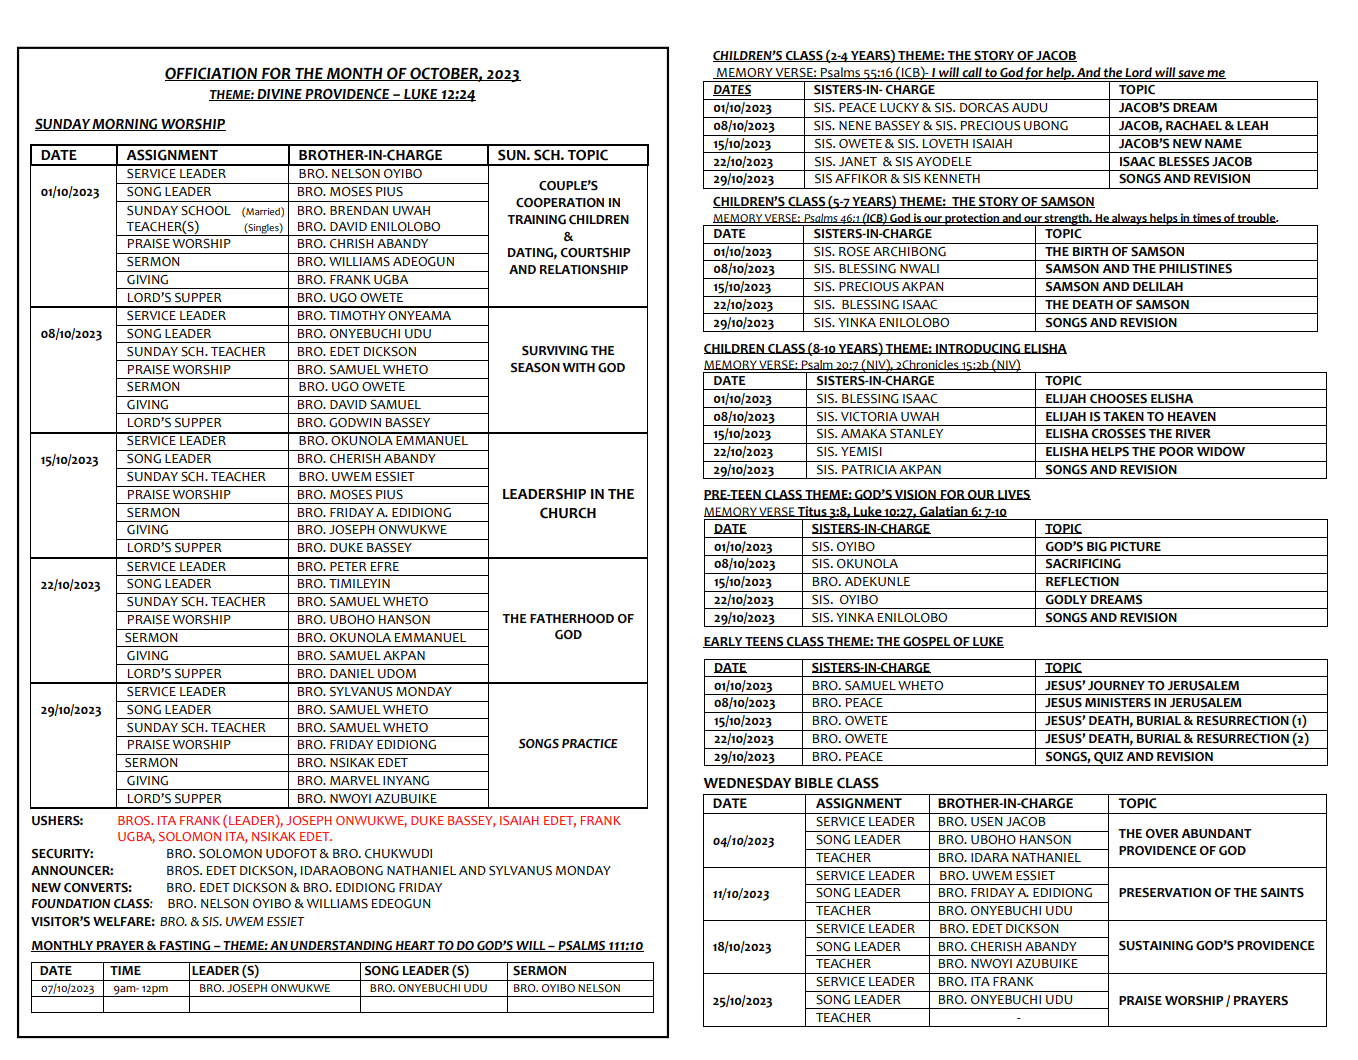 OFFICIATION FOR THE MONTH OF OCTOBER, 2023
THEME: DIVINE PROVIDENCE – LUKE 12:24
SUNDAY MORNING WORSHIP
DATE ASSIGNMENT BROTHER-IN-CHARGE SUN. SCH. TOPIC
01/10/2023
SERVICE LEADER BRO. NELSON OYIBO
SONG LEADER BRO. MOSES PIUS
SUNDAY SCHOOL (Married) BRO. BRENDAN UWAH
TEACHER(S) (Singles) BRO. DAVID ENILOLOBO
PRAISE WORSHIP BRO. CHRISH ABANDY
SERMON BRO. WILLIAMS ADEOGUN
GIVING BRO. FRANK UGBA
LORD'S SUPPER BRO. UGO OWETE
COUPLE'S
COOPERATION IN
TRAINING CHILDREN
&
DATING, COURTSHIP
AND RELATIONSHIP
08/10/2023
SERVICE LEADER BRO. TIMOTHY ONYEAMA
SONG LEADER BRO. ONYEBUCHI UDU
SUNDAY SCH. TEACHER BRO. EDET DICKSON
PRAISE WORSHIP BRO. SAMUEL WHETO
SERMON BRO. UGO OWETE
GIVING BRO. DAVID SAMUEL
LORD'S SUPPER BRO. GODWIN BASSEY
SURVIVING THE
SEASON WITH GOD
15/10/2023
SERVICE LEADER BRO. OKUNOLA EMMANUEL
SONG LEADER BRO. CHERISH ABANDY
SUNDAY SCH. TEACHER BRO. UWEM ESSIET
PRAISE WORSHIP BRO. MOSES PIUS
SERMON BRO. FRIDAY A. EDIDIONG
GIVING BRO. JOSEPH ONWUKWE
LORD'S SUPPER BRO. DUKE BASSEY
LEADERSHIP IN THE
CHURCH
22/10/2023
SERVICE LEADER BRO. PETER EFRE
SONG LEADER BRO. TIMILEYIN
SUNDAY SCH. TEACHER BRO. SAMUEL WHETO
PRAISE WORSHIP BRO. UBOHO HANSON
SERMON BRO. OKUNOLA EMMANUEL
GIVING BRO. SAMUEL AKPAN
LORD'S SUPPER BRO. DANIEL UDOM
THE FATHERHOOD OF
GOD
29/10/2023
SERVICE LEADER BRO. SYLVANUS MONDAY
SONG LEADER BRO. SAMUEL WHETO
SUNDAY SCH. TEACHER BRO. SAMUEL WHETO
PRAISE WORSHIP BRO. FRIDAY EDIDIONG
SERMON BRO. NSIKAK EDET
GIVING BRO. MARVEL INYANG
LORD'S SUPPER BRO. NWOYI AZUBUIKE
SONGS PRACTICE
USHERS: BROS. ITA FRANK (LEADER), JOSEPH ONWUKWE, DUKE BASSEY, ISAIAH EDET, FRANK
UGBA, SOLOMON ITA, NSIKAK EDET.
SECURITY: BRO. SOLOMON UDOFOT & BRO. CHUKWUDI
ANNOUNCER: BROS. EDET DICKSON, IDARAOBONG NATHANIEL AND SYLVANUS MONDAY
NEW CONVERTS: BRO. EDET DICKSON & BRO. EDIDIONG FRIDAY
FOUNDATION CLASS: BRO. NELSON OYIBO & WILLIAMS EDEOGUN
VISITOR'S WELFARE: BRO. & SIS. UWEM ESSIET
MONTHLY PRAYER & FASTING – THEME: AN UNDERSTANDING HEART TO DO GOD'S WILL – PSALMS 111:10
DATE TIME LEADER (S) SONG LEADER (S) SERMON
07/10/2023 9am- 12pm BRO. JOSEPH ONWUKWE BRO. ONYEBUCHI UDU BRO. OYIBO NELSON
CHILDREN'S CLASS (2-4 YEARS) THEME: THE STORY OF JACOB
MEMORY VERSE: Psalms 55:16 (ICB)- I will call to God for help. And the Lord will save me
DATES SISTERS-IN- CHARGE TOPIC
01/10/2023 SIS. PEACE LUCKY & SIS. DORCAS AUDU JACOB'S DREAM
08/10/2023 SIS. NENE BASSEY & SIS. PRECIOUS UBONG JACOB, RACHAEL & LEAH
15/10/2023 SIS. OWETE & SIS. LOVETH ISAIAH JACOB'S NEW NAME
22/10/2023 SIS. JANET & SIS AYODELE ISAAC BLESSES JACOB
29/10/2023 SIS AFFIKOR & SIS KENNETH SONGS AND REVISION
CHILDREN'S CLASS (5-7 YEARS) THEME: THE STORY OF SAMSON
MEMORY VERSE: Psalms 46:1 (ICB) God is our protection and our strength. He always helps in times of trouble.
DATE SISTERS-IN-CHARGE TOPIC
01/10/2023 SIS. ROSE ARCHIBONG THE BIRTH OF SAMSON
08/10/2023 SIS. BLESSING NWALI SAMSON AND THE PHILISTINES
15/10/2023 SIS. PRECIOUS AKPAN SAMSON AND DELILAH
22/10/2023 SIS. BLESSING ISAAC THE DEATH OF SAMSON
29/10/2023 SIS. YINKA ENILOLOBO SONGS AND REVISION
CHILDREN CLASS (8-10 YEARS) THEME: INTRODUCING ELISHA
MEMORY VERSE: Psalm 20:7 (NIV), 2Chronicles 15:2b (NIV)
DATE SISTERS-IN-CHARGE TOPIC
01/10/2023 SIS. BLESSING ISAAC ELIJAH CHOOSES ELISHA
08/10/2023 SIS. VICTORIA UWAH ELIJAH IS TAKEN TO HEAVEN
15/10/2023 SIS. AMAKA STANLEY ELISHA CROSSES THE RIVER
22/10/2023 SIS. YEMISI ELISHA HELPS THE POOR WIDOW
29/10/2023 SIS. PATRICIA AKPAN SONGS AND REVISION
PRE-TEEN CLASS THEME: GOD'S VISION FOR OUR LIVES
MEMORY VERSE Titus 3:8, Luke 10:27, Galatian 6: 7-10
DATE SISTERS-IN-CHARGE TOPIC
01/10/2023 SIS. OYIBO GOD'S BIG PICTURE
08/10/2023 SIS. OKUNOLA SACRIFICING
15/10/2023 BRO. ADEKUNLE REFLECTION
22/10/2023 SIS. OYIBO GODLY DREAMS
29/10/2023 SIS. YINKA ENILOLOBO SONGS AND REVISION
EARLY TEENS CLASS THEME: THE GOSPEL OF LUKE
DATE SISTERS-IN-CHARGE TOPIC
01/10/2023 BRO. SAMUEL WHETO JESUS' JOURNEY TO JERUSALEM
08/10/2023 BRO. PEACE JESUS MINISTERS IN JERUSALEM
15/10/2023 BRO. OWETE JESUS' DEATH, BURIAL & RESURRECTION (1)
22/10/2023 BRO. OWETE JESUS' DEATH, BURIAL & RESURRECTION (2)
29/10/2023 BRO. PEACE SONGS, QUIZ AND REVISION
WEDNESDAY BIBLE CLASS
DATE ASSIGNMENT BROTHER-IN-CHARGE TOPIC
04/10/2023
SERVICE LEADER BRO. USEN JACOB
SONG LEADER BRO. UBOHO HANSON
TEACHER BRO. IDARA NATHANIEL
THE OVER ABUNDANT
PROVIDENCE OF GOD
11/10/2023
SERVICE LEADER BRO. UWEM ESSIET
SONG LEADER BRO. FRIDAY A. EDIDIONG
TEACHER BRO. ONYEBUCHI UDU
PRESERVATION OF THE SAINTS
18/10/2023
SERVICE LEADER BRO. EDET DICKSON
SONG LEADER BRO. CHERISH ABANDY
TEACHER BRO. NWOYI AZUBUIKE
SUSTAINING GOD'S PROVIDENCE
25/10/2023
SERVICE LEADER BRO. ITA FRANK
SONG LEADER BRO. ONYEBUCHI UDU
TEACHER -
PRAISE WORSHIP / PRAYERS